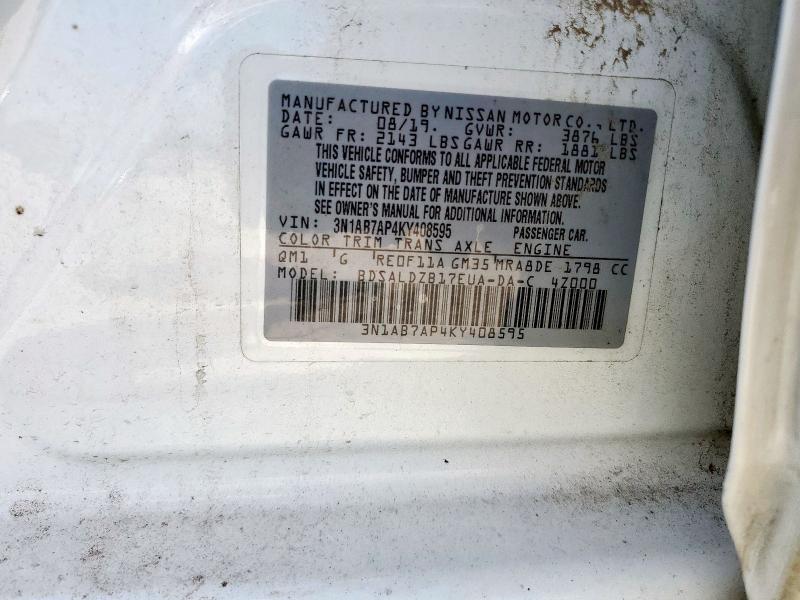 MANUFACTURED BY NISSAN MOTOR CO., LTD.
DATE: 08/19. GVWR: 3876 LBS
GAWR FR: 2143 LBS GAWR RR: 1881 LBS
THIS VEHICLE CONFORMS TO ALL APPLICABLE FEDERAL MOTOR
VEHICLE SAFETY, BUMPER AND THEFT PREVENTION STANDARDS
IN EFFECT ON THE DATE OF MANUFACTURE SHOWN ABOVE.
SEE OWNER'S MANUAL FOR ADDITIONAL INFORMATION.
VIN: 3N1AB7AP4KY408595 PASSENGER CAR.
COLOR TRIM TRANS AXLE ENGINE
QM1 G RE0F11A GM35 MRA8DE 1798 CC
MODEL: BDSALDZB17EUA-DA-C 4Z000
3N1AB7AP4KY408595